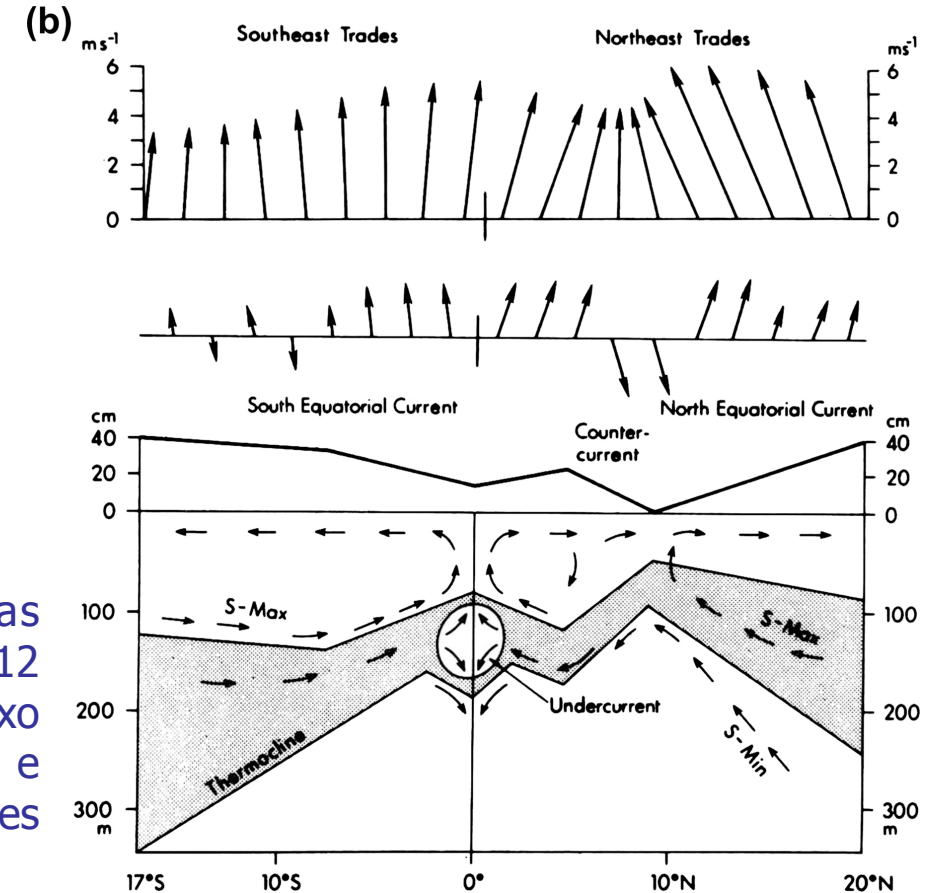 (b)
Southeast Trades
Northeast Trades
ms-1
ms-1
6
6
4
4
2
2
0
0
South Equatorial Current
North Equatorial Current
Counter-
current
cm
cm
40
40
20
20
0
0
S-Max
S-Max
100
100
Undercurrent
200
200
S-Min
Thermocline
300
300
m
m
17°S
10°S
0°
10°N
20°N
as
12
xo
e
es